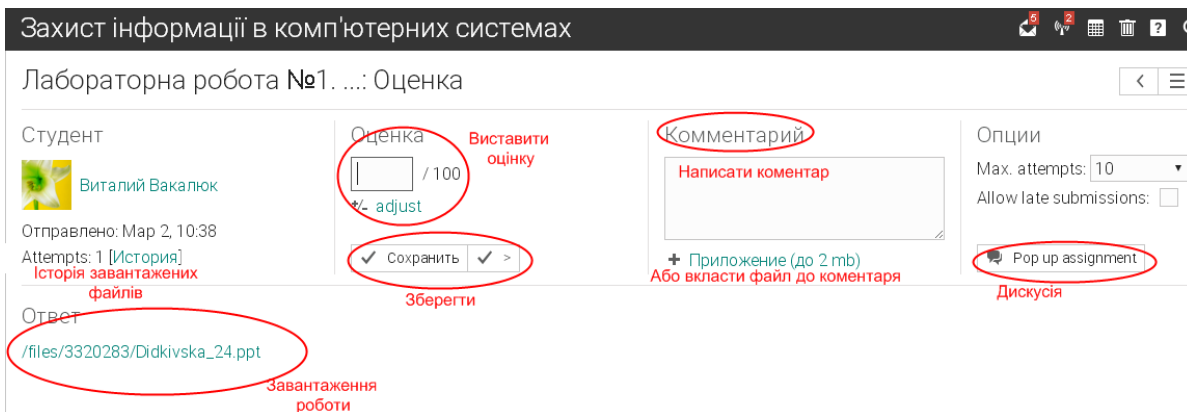 Захист інформації в комп'ютерних системах
5
2
?
Лабораторна робота №1. ...: Оценка
Студент
Виталий Вакалюк
Отправлено: Мар 2, 10:38
Attempts: 1 [История]
Історія завантажених
файлів
Оценка
Виставити
оцінку
/ 100
+/- adjust
Сохранить
>
Зберегти
Комментарий
Написати коментар
+ Приложение (до 2 mb)
Або вкласти файл до коментаря
Опции
Max. attempts: 10
Allow late submissions:
Pop up assignment
Дискусія
Ответ
/files/3320283/Didkivska_24.ppt
Завантаження
роботи